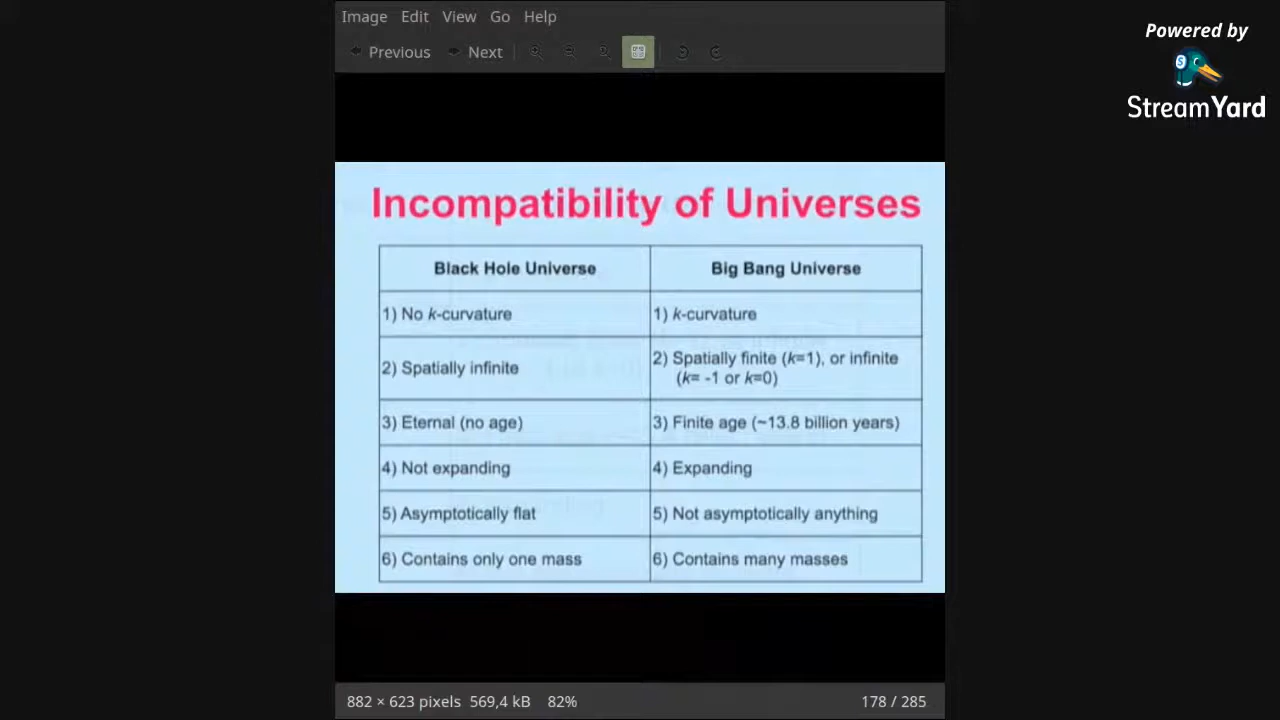 Image Edit View Go Help
Previous Next
Powered by
StreamYard
Incompatibility of Universes
Black Hole Universe Big Bang Universe
1) No k-curvature 1) k-curvature
2) Spatially infinite 2) Spatially finite (k=1), or infinite
(k= -1 or k=0)
3) Eternal (no age) 3) Finite age (~13.8 billion years)
4) Not expanding 4) Expanding
5) Asymptotically flat 5) Not asymptotically anything
6) Contains only one mass 6) Contains many masses
882 × 623 pixels 569,4 kB 82% 178 / 285